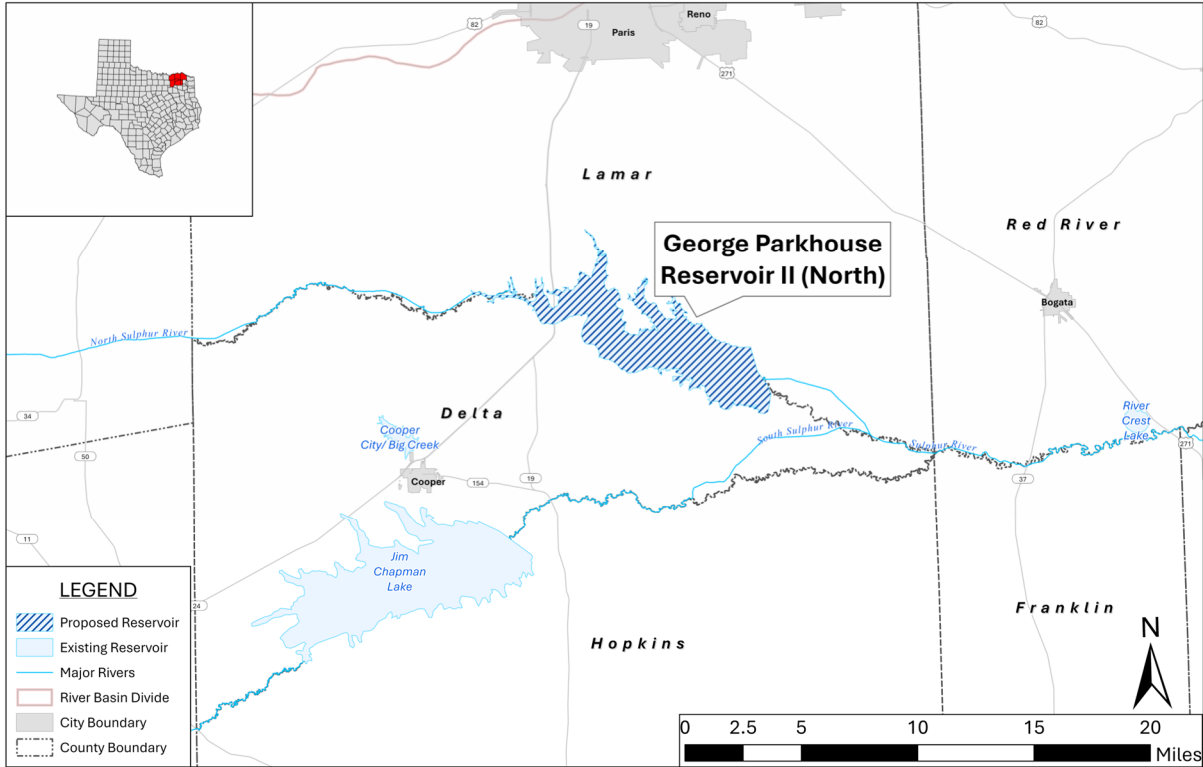 82
19
Reno
Paris
82
271
Lamar
Red River
George Parkhouse
Reservoir II (North)
Bogata
North Sulphur River
34
Delta
Cooper
City/ Big Creek
River
Crest
Lake
South Sulphur River
Sulphur River
271
50
Cooper
154
19
37
11
Jim
Chapman
Lake
24
Franklin
Hopkins
LEGEND
Proposed Reservoir
Existing Reservoir
Major Rivers
River Basin Divide
City Boundary
County Boundary
N
0 2.5 5 10 15 20
Miles